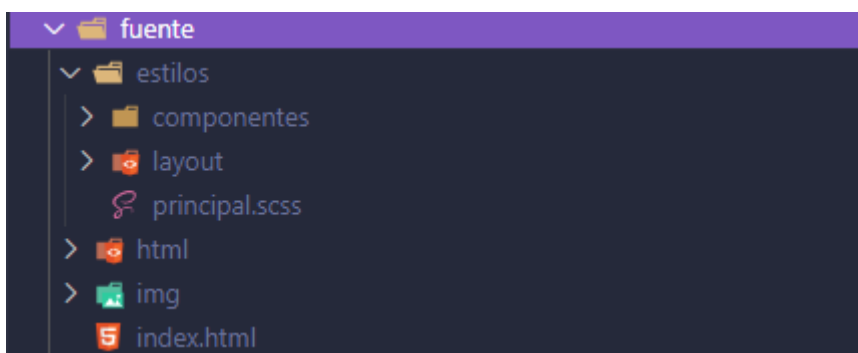 fuente
estilos
componentes
layout
principal.scss
html
img
index.html